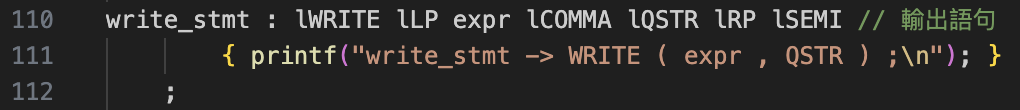 110 write_stmt : lWRITE lLP expr lCOMMA lQSTR lRP lSEMI // 輸出語句
111 { printf("write_stmt -> WRITE ( expr , QSTR ) ;\n"); }
112 ;